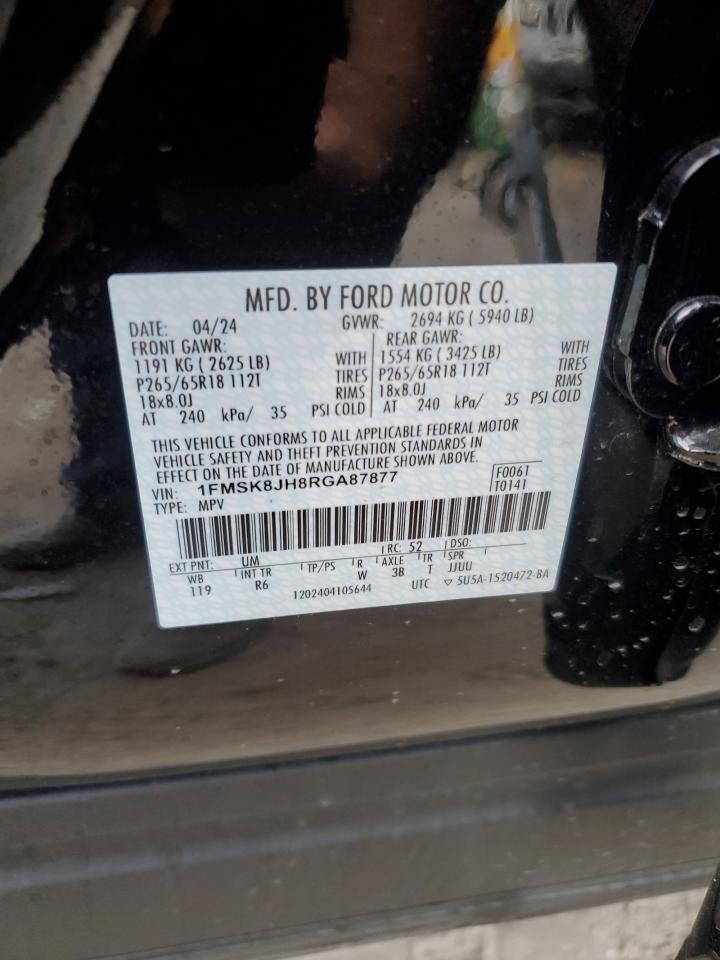 MFD. BY FORD MOTOR CO.
DATE: 04/24 GVWR: 2694 KG ( 5940 LB)
FRONT GAWR:
1191 KG ( 2625 LB) WITH
P265/65R18 112T TIRES
18x8.0J RIMS
AT 240 kPa/ 35 PSI COLD
REAR GAWR:
1554 KG ( 3425 LB) WITH
P265/65R18 112T TIRES
18x8.0J RIMS
AT 240 kPa/ 35 PSI COLD
THIS VEHICLE CONFORMS TO ALL APPLICABLE FEDERAL MOTOR
VEHICLE SAFETY AND THEFT PREVENTION STANDARDS IN
EFFECT ON THE DATE OF MANUFACTURE SHOWN ABOVE.
VIN: 1FMSK8JH8RGA87877 F0061
TYPE: MPV T0141
EXT PNT: UM RC: 52 DSO:
WB INT TR TP/PS R AXLE TR SPR
119 R6 W 3B T JJUU
1202404105644 UTC ▽ 5U5A-1520472-BA